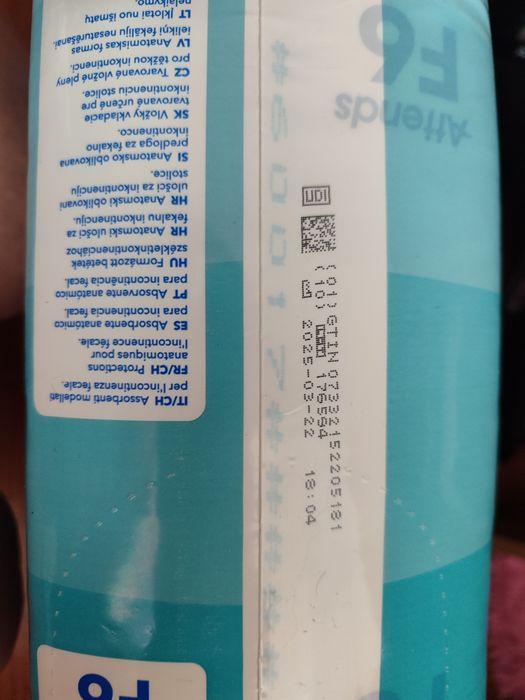 IT/CH Assorbenti modellati
per l'incontinenza fecale.
FR/CH Protections
anatomiques pour
l'incontinence fécale.
ES Absorbente anatómico
para incontinencia fecal.
PT Absorvente anatómico
para incontinência fecal.
HU Formázott betétek
székletinkontinenciához
HR Anatomski ulošci za
fekalnu inkontinenciju.
HR Anatomski oblikovani
ulošci za inkontinenciju
stolice.
SI Anatomsko oblikovana
predloga za fekalno
inkontinenco.
SK Vložky vkladacie
tvarované určené pre
inkontinenciu stolice.
CZ Tvarované vložné pleny
pro těžkou inkontinenci.
LV Anatomiskas formas
ieliktņi fekāliju nesaturēšanai.
LT Įklotai nuo išmatų
nelaikymo.
Attends
F6
UDI
(01) GTIN 07332152205181
(10) LOT 176594
2025-03-22 18:04
F6